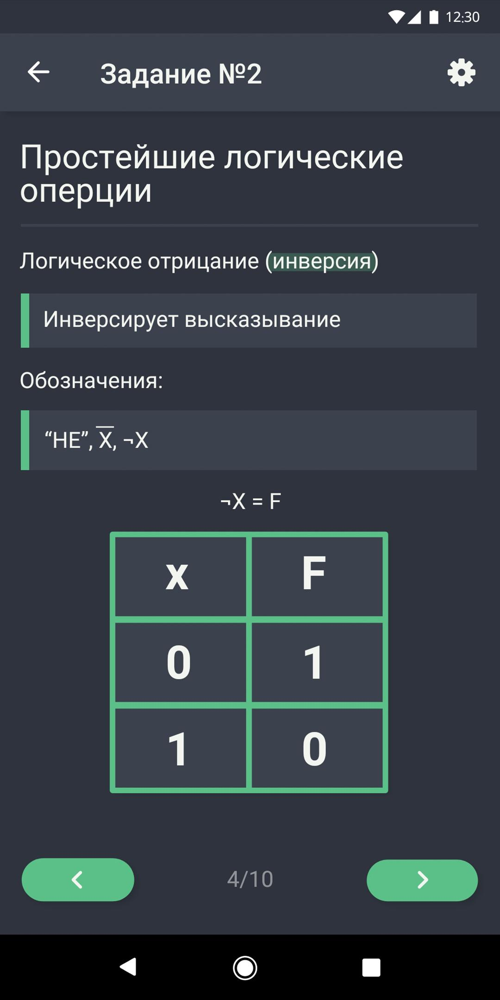 12:30
Задание №2
Простейшие логические
оперции
Логическое отрицание (инверсия)
Инверсирует высказывание
Обозначения:
“НЕ”, X̅, ¬X
¬X = F
x F
0 1
1 0
4/10